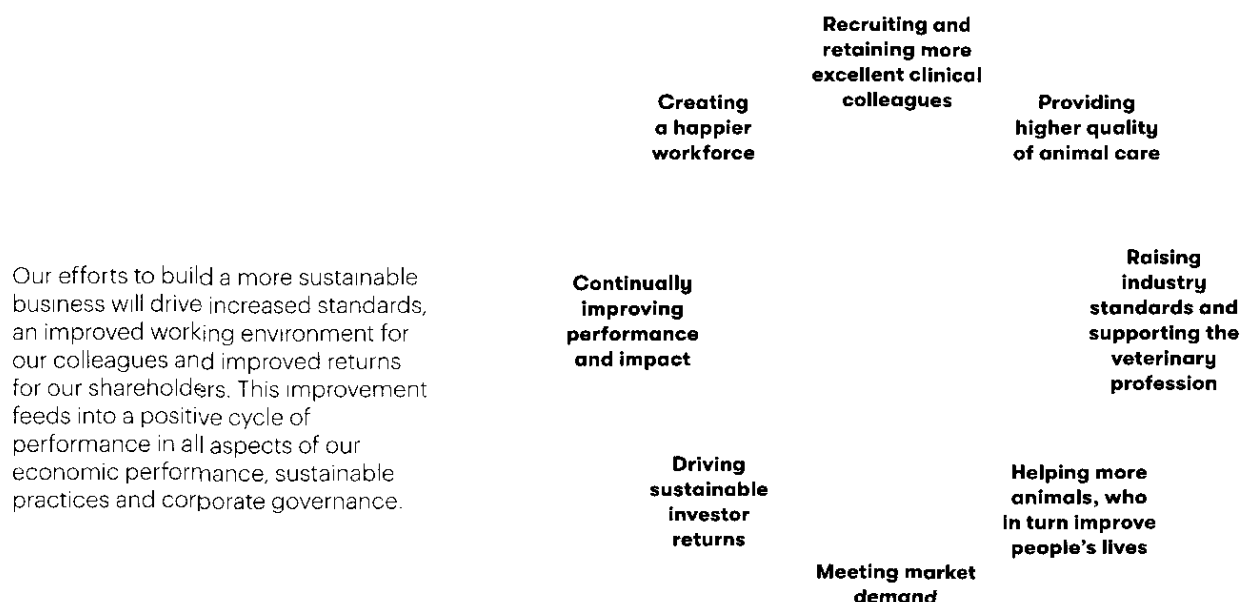 Our efforts to build a more sustainable
business will drive increased standards,
an improved working environment for
our colleagues and improved returns
for our shareholders. This improvement
feeds into a positive cycle of
performance in all aspects of our
economic performance, sustainable
practices and corporate governance.
Recruiting and
retaining more
excellent clinical
colleagues
Providing
higher quality
of animal care
Raising
industry
standards and
supporting the
veterinary
profession
Helping more
animals, who
in turn improve
people's lives
Meeting market
demand
Driving
sustainable
investor
returns
Continually
improving
performance
and impact
Creating
a happier
workforce